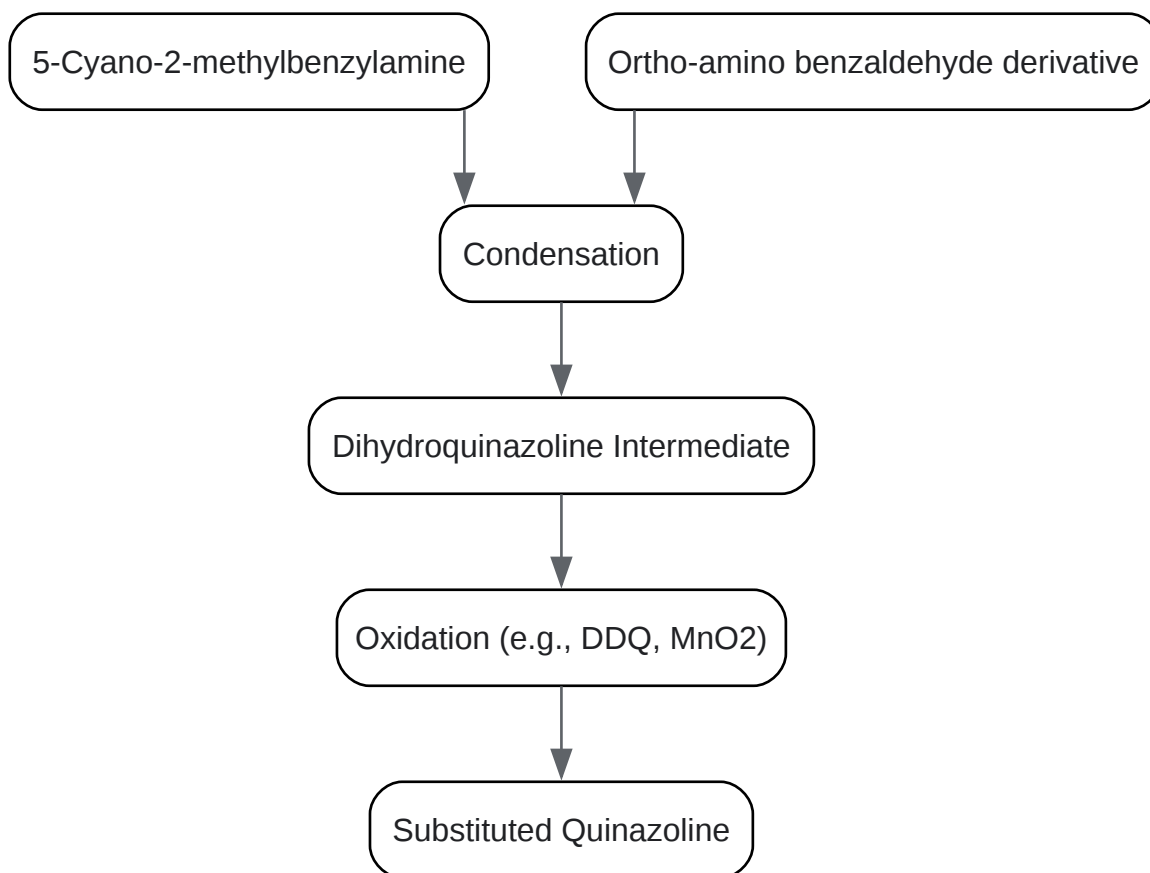 5-Cyano-2-methylbenzylamine
Ortho-amino benzaldehyde derivative
Condensation
Dihydroquinazoline Intermediate
Oxidation (e.g., DDQ, MnO2)
Substituted Quinazoline